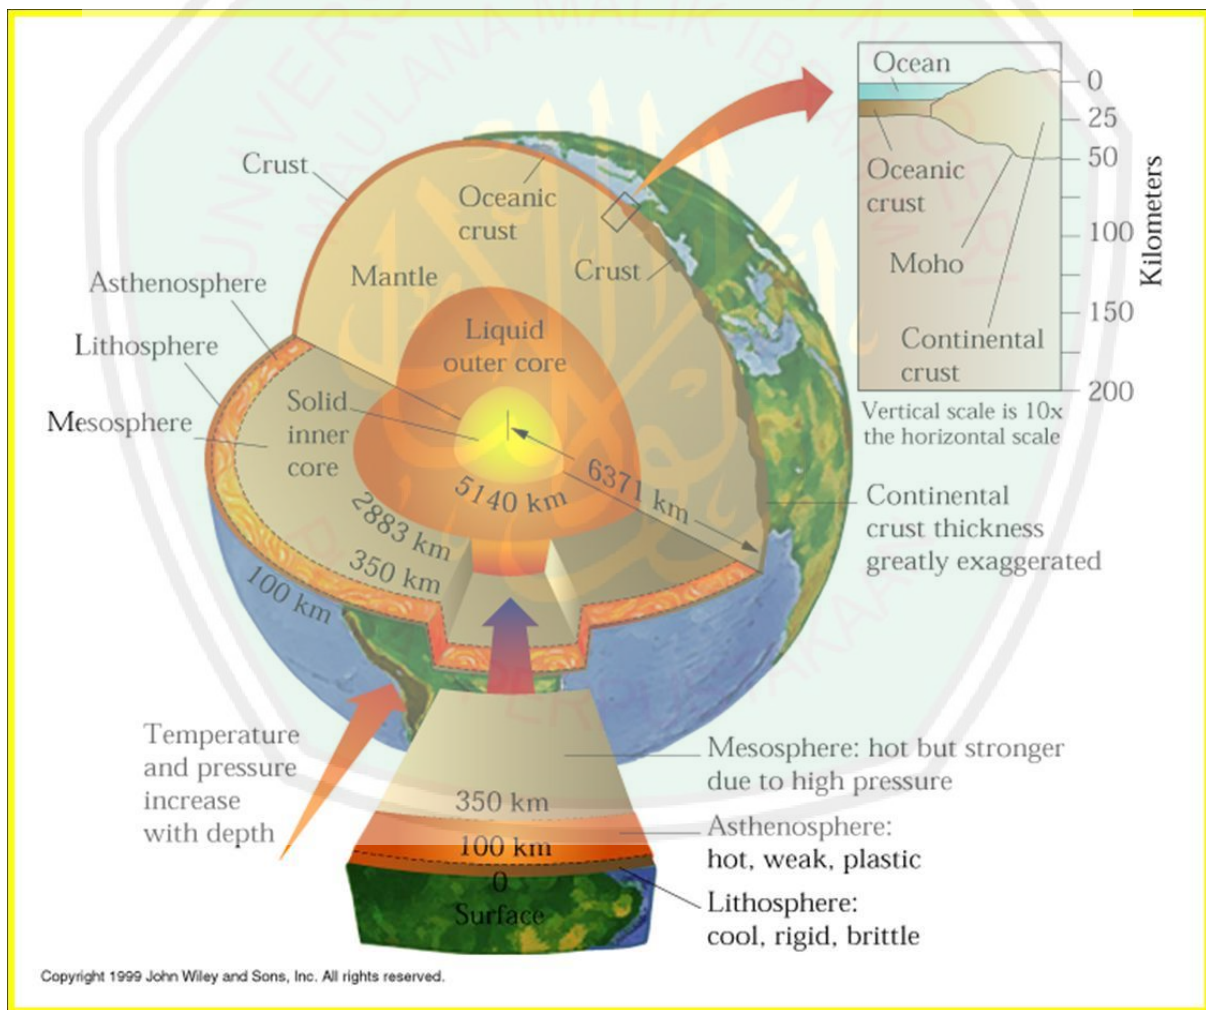 Ocean
0
25
50
100
150
200
Kilometers
Oceanic
crust
Moho
Continental
crust
Vertical scale is 10x
the horizontal scale
Crust
Oceanic
crust
Crust
Mantle
Asthenosphere
Lithosphere
Mesosphere
Liquid
outer core
Solid
inner
core
6371 km
5140 km
2883 km
350 km
100 km
Continental
crust thickness
greatly exaggerated
Temperature
and pressure
increase
with depth
Mesosphere: hot but stronger
due to high pressure
350 km
Asthenosphere:
hot, weak, plastic
100 km
0
Surface
Lithosphere:
cool, rigid, brittle
Copyright 1999 John Wiley and Sons, Inc. All rights reserved.
MAULANA MALIK IBRAHIM